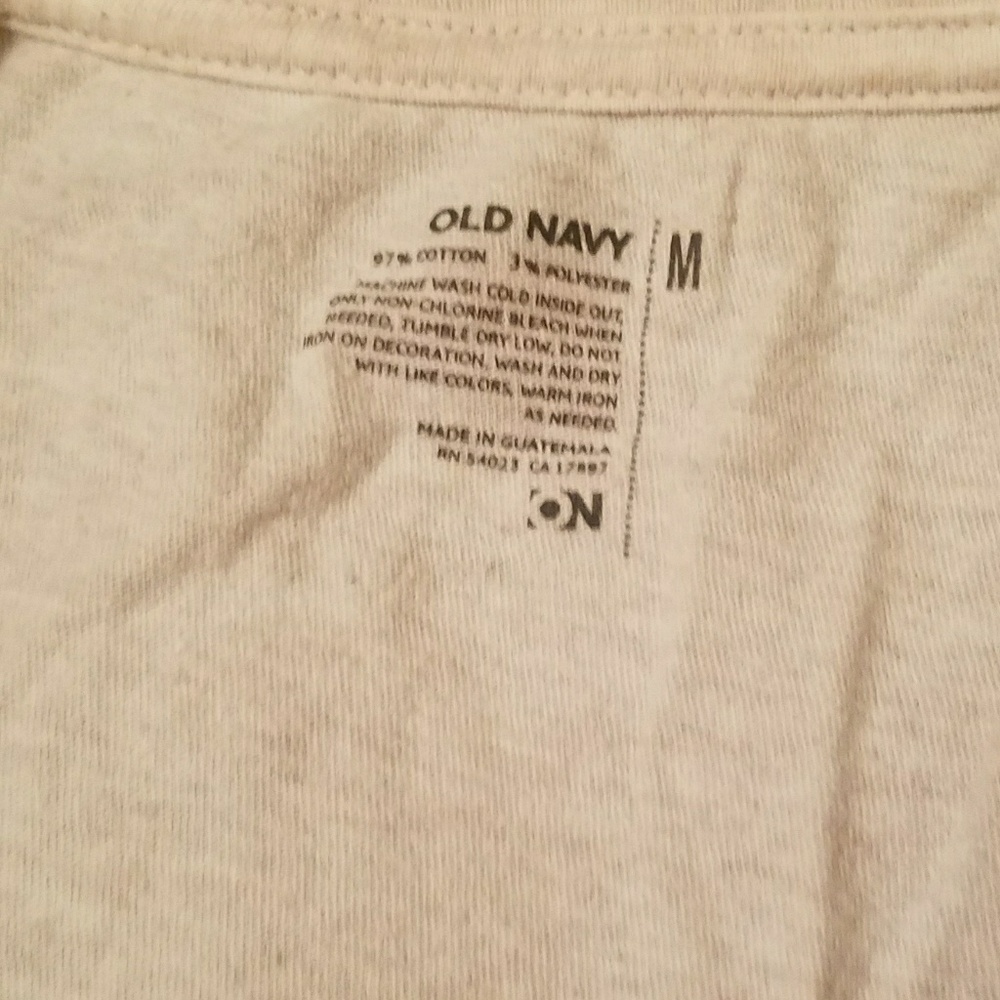 OLD NAVY
M
97% COTTON 3% POLYESTER
MACHINE WASH COLD INSIDE OUT,
ONLY NON-CHLORINE BLEACH WHEN
NEEDED, TUMBLE DRY LOW, DO NOT
IRON ON DECORATION, WASH AND DRY
WITH LIKE COLORS, WARM IRON
AS NEEDED.
MADE IN GUATEMALA
RN 54023 CA 17897
ON